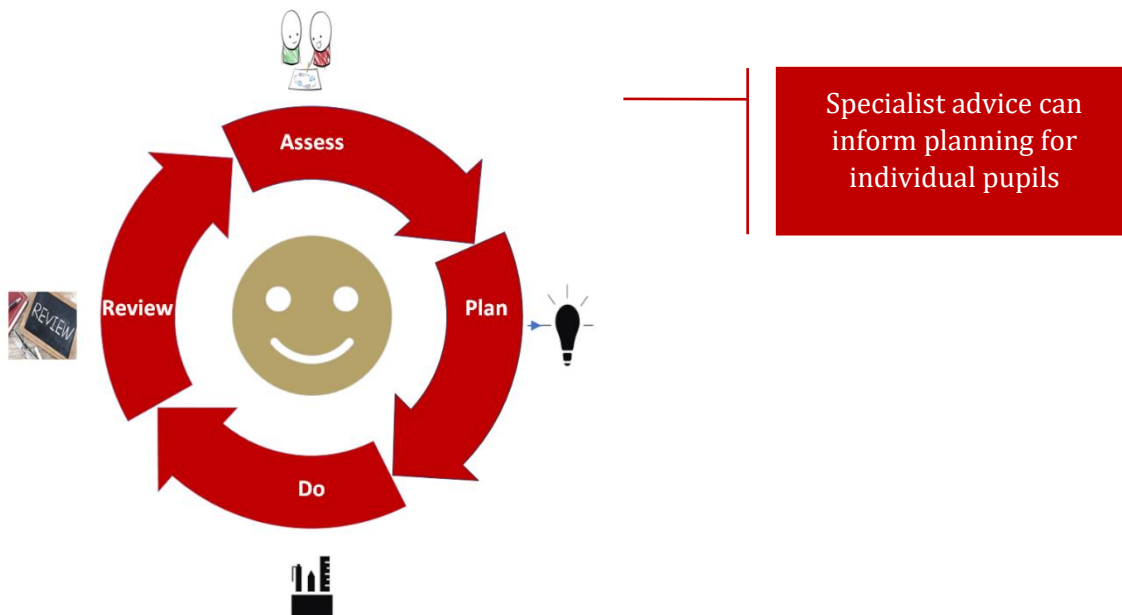 Assess
Specialist advice can
inform planning for
individual pupils
Review
Plan
REVIEW
Do